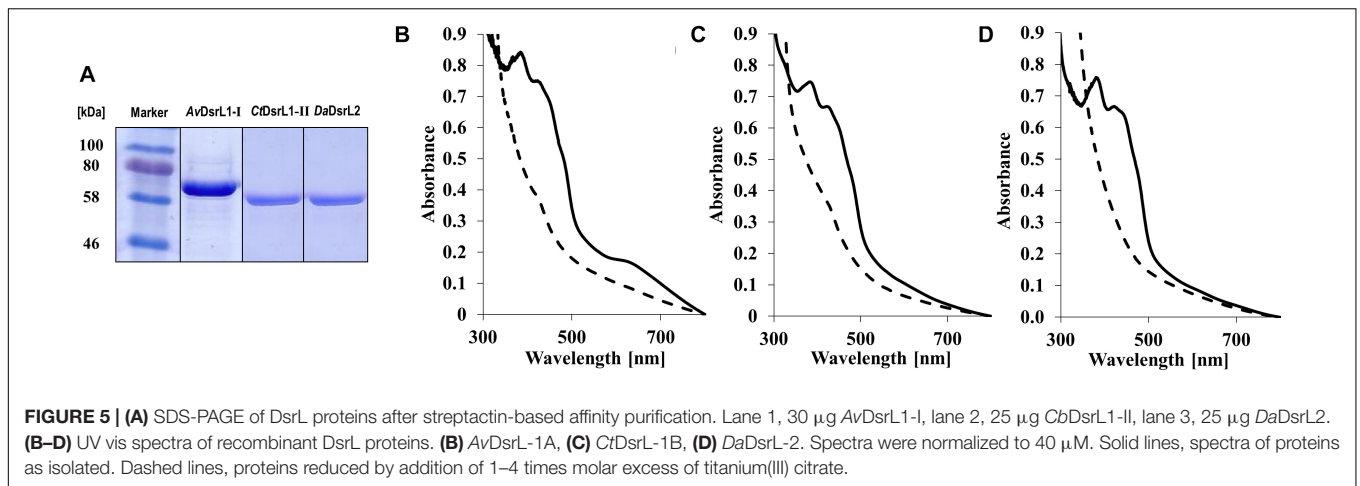 A
[kDa] Marker AvDsrL1-I CtDsrL1-II DaDsrL2
100
80
58
46
B
0.9
0.8
0.7
0.6
0.5
0.4
0.3
0.2
0.1
0
Absorbance
300 500 700
Wavelength [nm]
C
0.9
0.8
0.7
0.6
0.5
0.4
0.3
0.2
0.1
0
Absorbance
300 500 700
Wavelength [nm]
D
0.9
0.8
0.7
0.6
0.5
0.4
0.3
0.2
0.1
0.0
Absorbance
300 500 700
Wavelength [nm]
FIGURE 5 | (A) SDS-PAGE of DsrL proteins after streptactin-based affinity purification. Lane 1, 30 μg AvDsrL1-I, lane 2, 25 μg CbDsrL1-II, lane 3, 25 μg DaDsrL2.
(B–D) UV vis spectra of recombinant DsrL proteins. (B) AvDsrL-1A, (C) CtDsrL-1B, (D) DaDsrL-2. Spectra were normalized to 40 μM. Solid lines, spectra of proteins
as isolated. Dashed lines, proteins reduced by addition of 1–4 times molar excess of titanium(III) citrate.